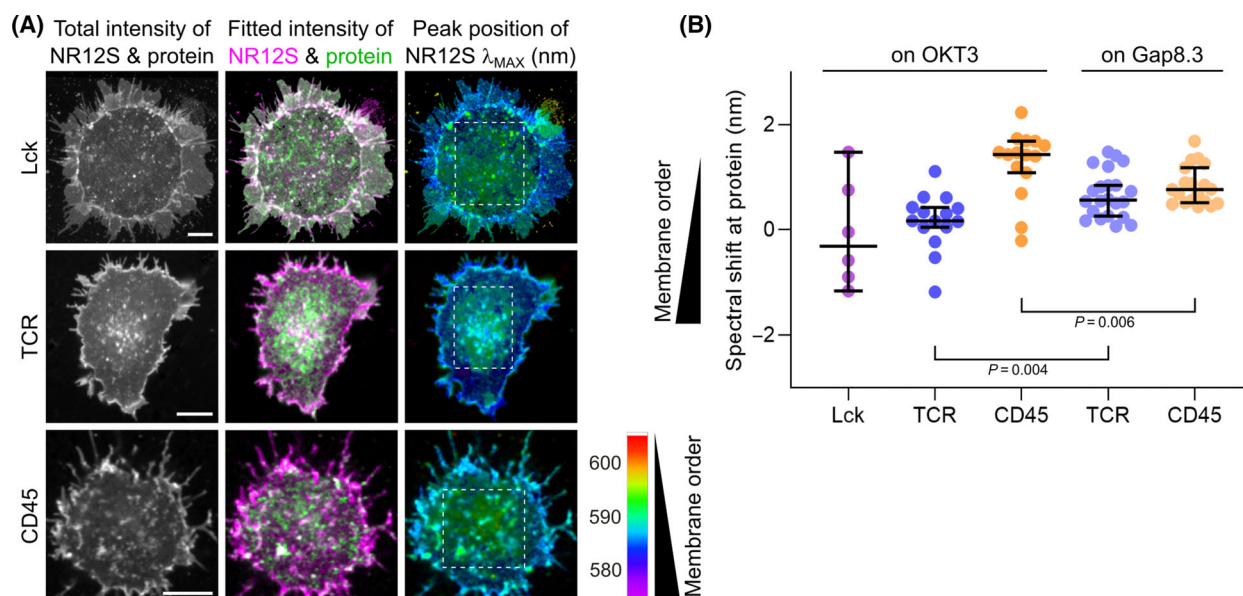 (A)
Total intensity of
NR12S & protein
Fitted intensity of
NR12S & protein
Peak position of
NR12S λMAX (nm)
Lck
TCR
CD45
600
590
580
Membrane order
(B)
on OKT3
on Gap8.3
Spectral shift at protein (nm)
Membrane order
2
0
−2
P = 0.006
P = 0.004
Lck
TCR
CD45
TCR
CD45